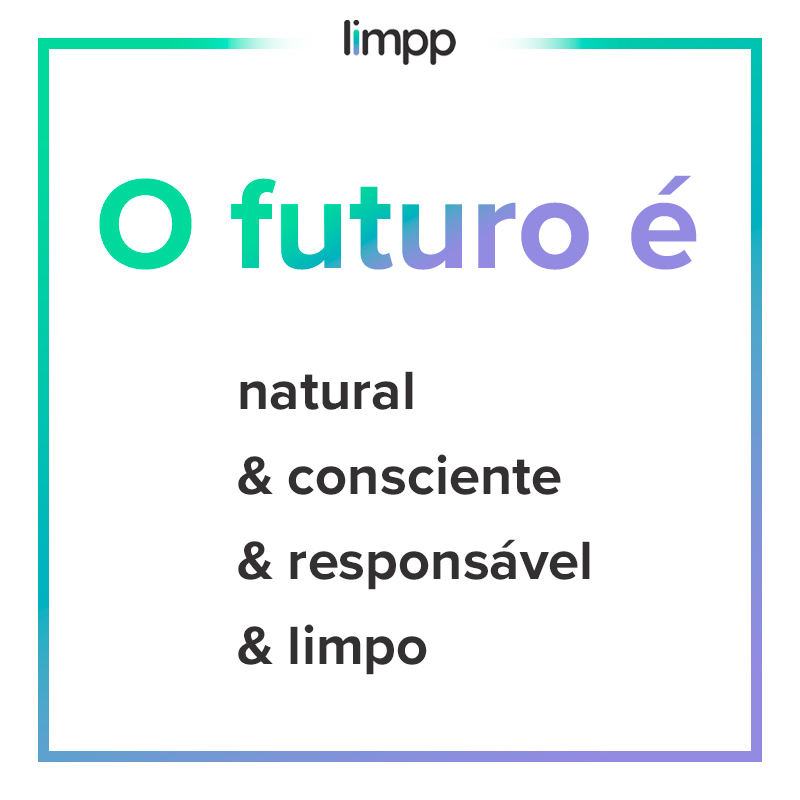 limpp
O futuro é
natural
& consciente
& responsável
& limpo